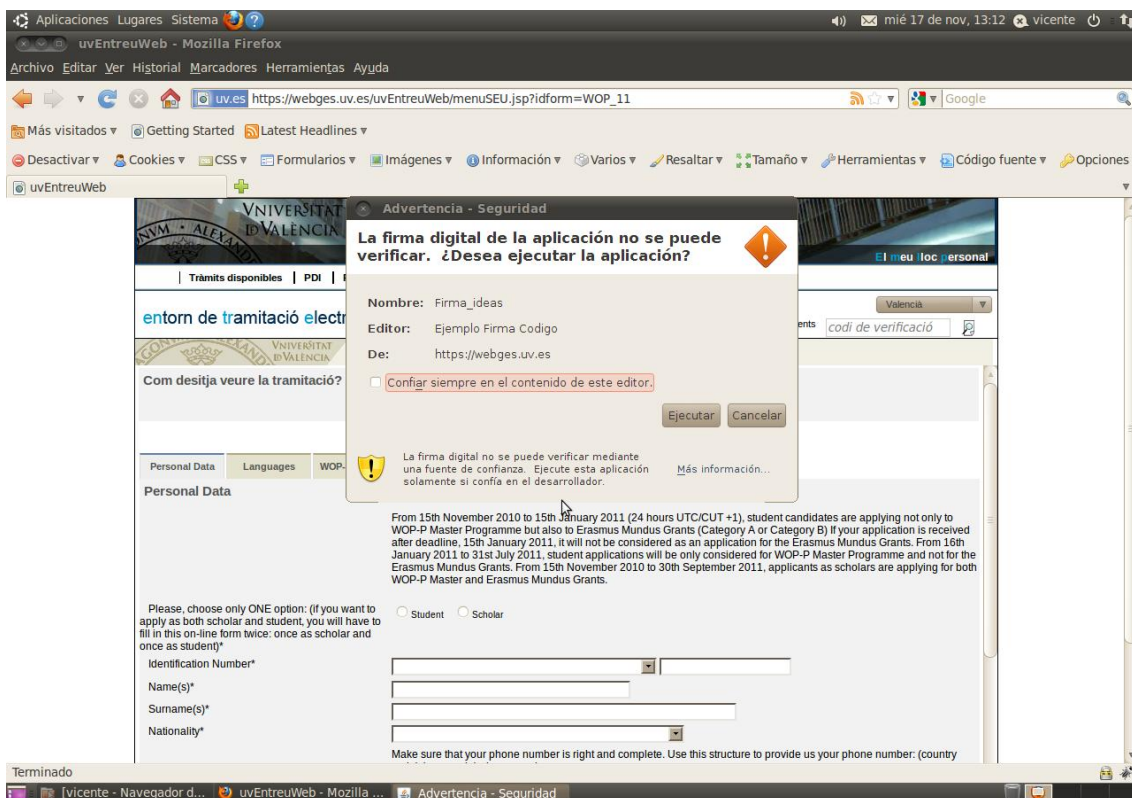 Aplicaciones Lugares Sistema mié 17 de nov, 13:12 vicente
uvEntreuWeb - Mozilla Firefox
Archivo Editar Ver Historial Marcadores Herramientas Ayuda
uv.es https://webges.uv.es/uvEntreuWeb/menuSEU.jsp?idform=WOP_11 Google
Más visitados Getting Started Latest Headlines
Desactivar Cookies CSS Formularios Imágenes Información Varios Resaltar Tamaño Herramientas Código fuente Opciones
uvEntreuWeb
VNIVERSITAT
ID VALÈNCIA
El meu lloc personal
Tràmits disponibles | PDI |
entorn de tramitació electr
Valencià
ents codi de verificació
VNIVERSITAT
ID VALÈNCIA
Com desitja veure la tramitació?
Advertencia - Seguridad
La firma digital de la aplicación no se puede
verificar. ¿Desea ejecutar la aplicación?
Nombre: Firma_ideas
Editor: Ejemplo Firma Codigo
De: https://webges.uv.es
Confiar siempre en el contenido de este editor.
Ejecutar Cancelar
La firma digital no se puede verificar mediante
una fuente de confianza. Ejecute esta aplicación
solamente si confía en el desarrollador.
Más información...
Personal Data Languages WOP-
Personal Data
From 15th November 2010 to 15th January 2011 (24 hours UTC/CUT +1), student candidates are applying not only to
WOP-P Master Programme but also to Erasmus Mundus Grants (Category A or Category B) If your application is received
after deadline, 15th January 2011, it will not be considered as an application for the Erasmus Mundus Grants. From 16th
January 2011 to 31st July 2011, student applications will be only considered for WOP-P Master Programme and not for the
Erasmus Mundus Grants. From 15th November 2010 to 30th September 2011, applicants as scholars are applying for both
WOP-P Master and Erasmus Mundus Grants.
Please, choose only ONE option: (if you want to
apply as both scholar and student, you will have to
fill in this on-line form twice: once as scholar and
once as student)*
Student Scholar
Identification Number*
Name(s)*
Surname(s)*
Nationality*
Make sure that your phone number is right and complete. Use this structure to provide us your phone number: (country
Terminado
[vicente - Navegador d... uvEntreuWeb - Mozilla ... Advertencia - Seguridad